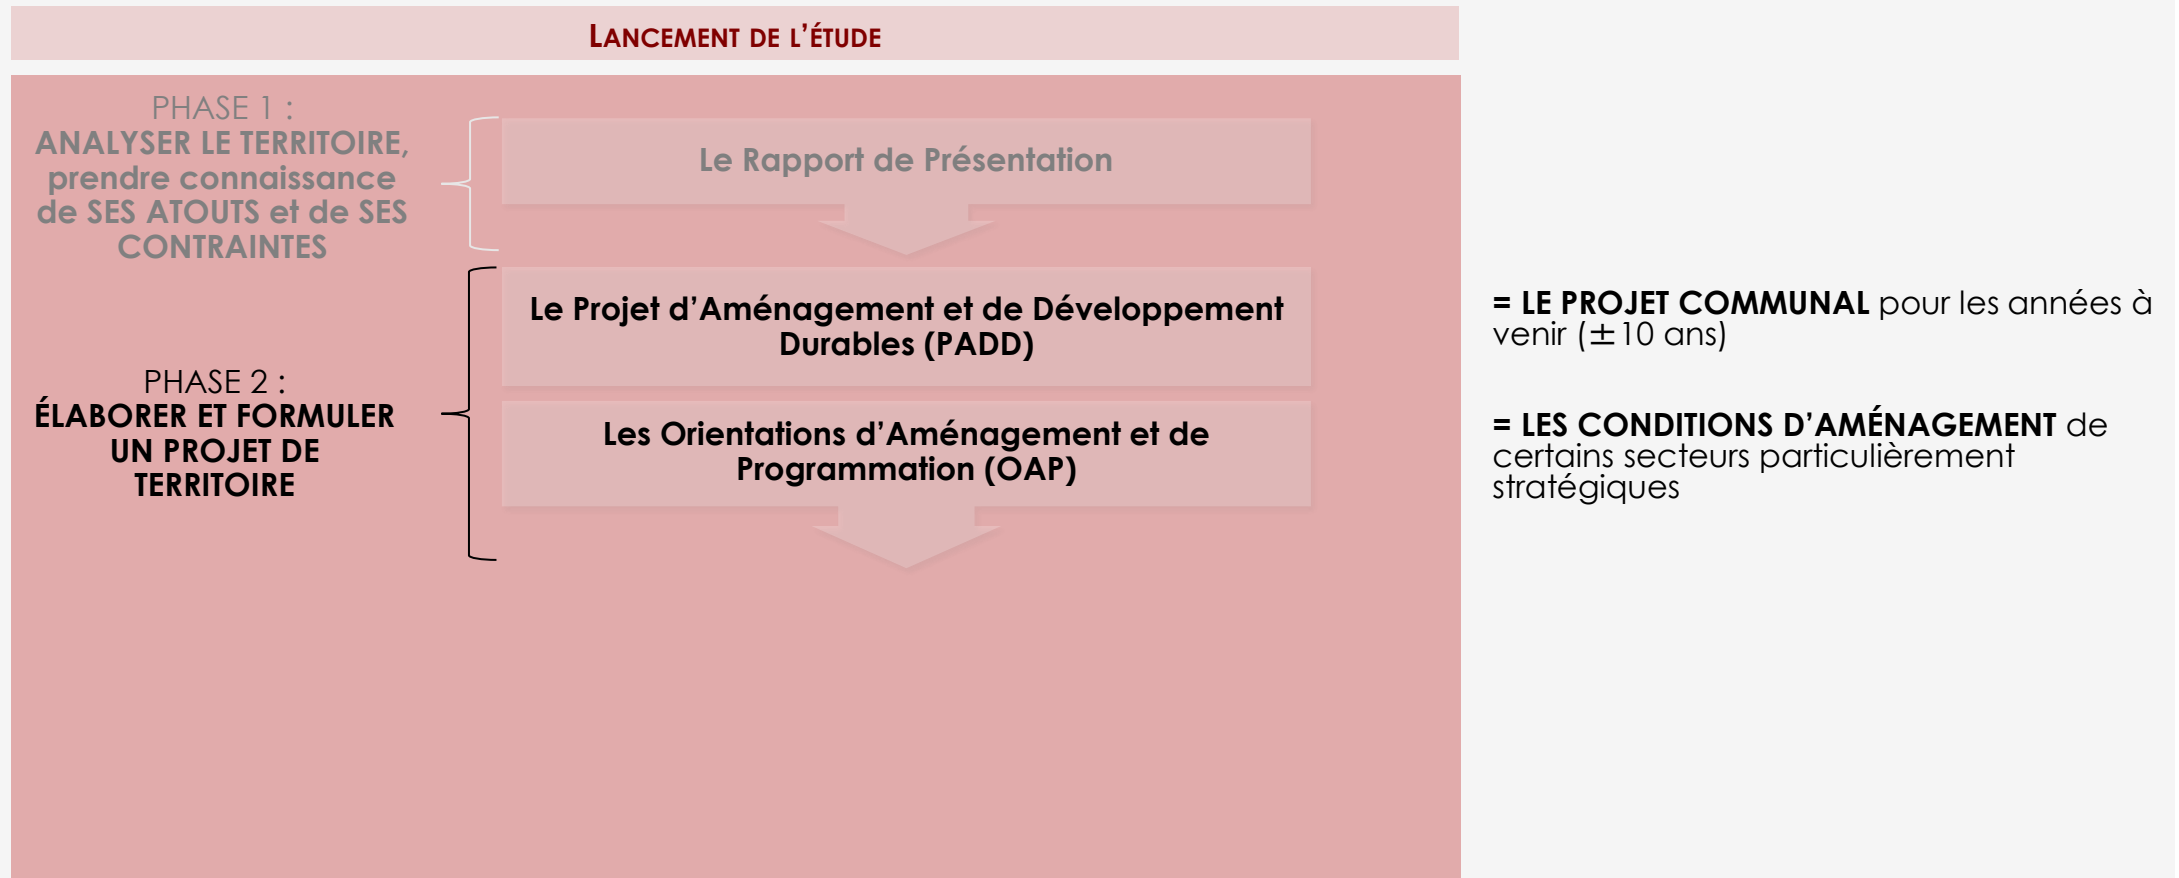 LANCEMENT DE L’ÉTUDE
PHASE 1 :
ANALYSER LE TERRITOIRE,
prendre connaissance
de SES ATOUTS et de SES
CONTRAINTES
Le Rapport de Présentation
PHASE 2 :
ÉLABORER ET FORMULER
UN PROJET DE
TERRITOIRE
Le Projet d’Aménagement et de Développement
Durables (PADD)
Les Orientations d’Aménagement et de
Programmation (OAP)
= LE PROJET COMMUNAL pour les années à
venir (±10 ans)
= LES CONDITIONS D’AMÉNAGEMENT de
certains secteurs particulièrement
stratégiques